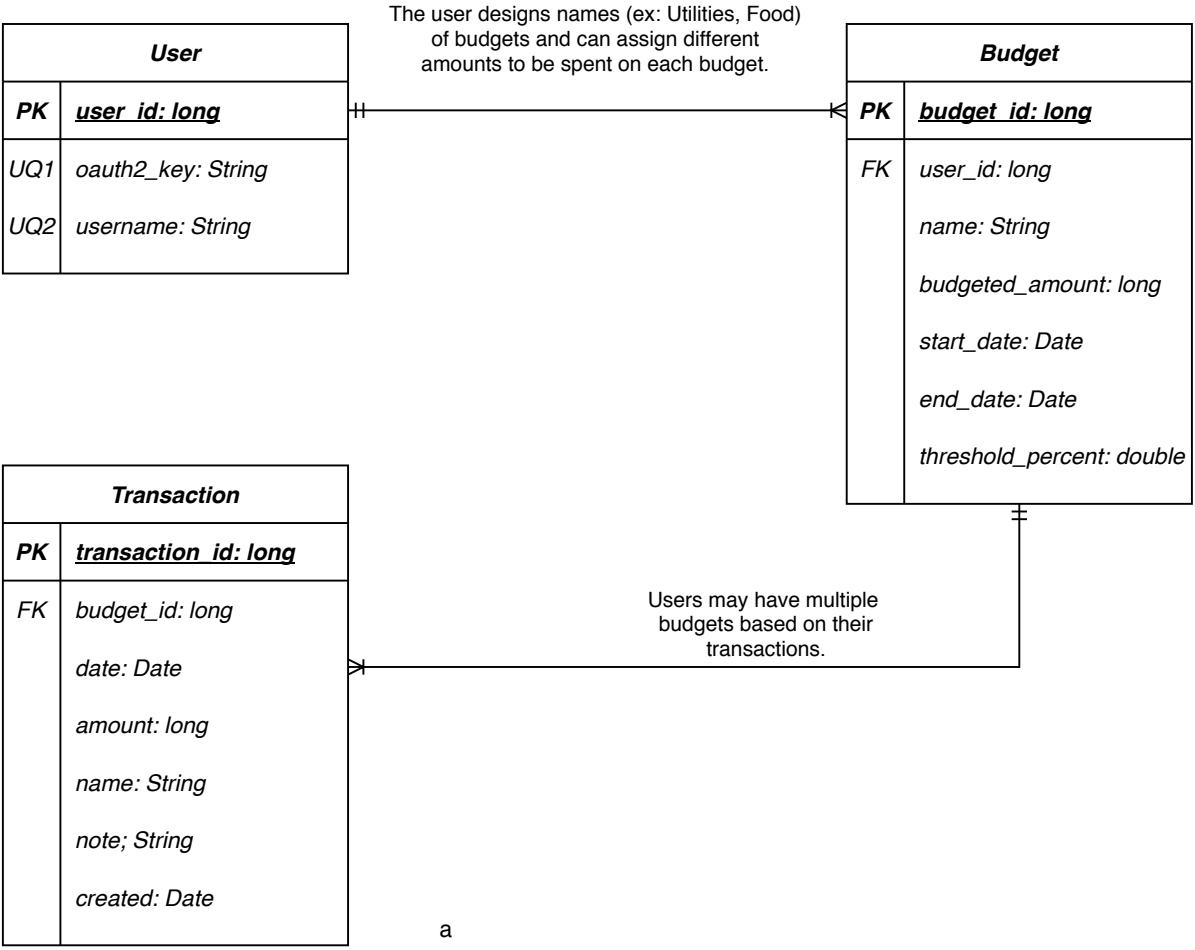 The user designs names (ex: Utilities, Food)
of budgets and can assign different
amounts to be spent on each budget.
User
PK user_id: long
UQ1 oauth2_key: String
UQ2 username: String
Budget
PK budget_id: long
FK user_id: long
name: String
budgeted_amount: long
start_date: Date
end_date: Date
threshold_percent: double
Transaction
PK transaction_id: long
FK budget_id: long
date: Date
amount: long
name: String
note; String
created: Date
Users may have multiple
budgets based on their
transactions.
a